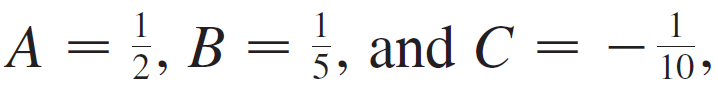 A = 1/2, B = 1/5, and C = −1/10,